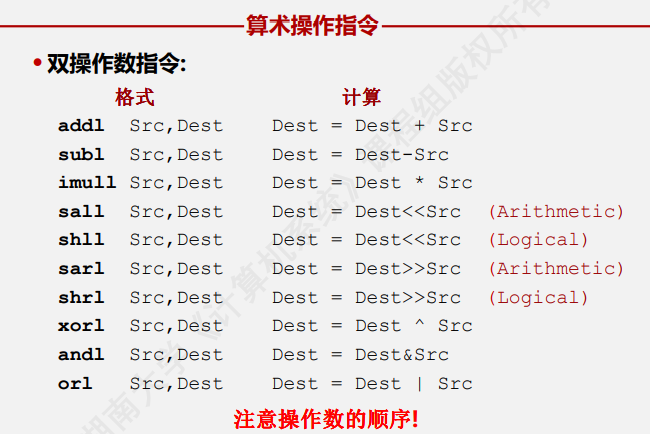 算术操作指令
•双操作数指令:
格式 计算
addl Src,Dest Dest = Dest + Src
subl Src,Dest Dest = Dest-Src
imull Src,Dest Dest = Dest * Src
sall Src,Dest Dest = Dest<<Src (Arithmetic)
shll Src,Dest Dest = Dest<<Src (Logical)
sarl Src,Dest Dest = Dest>>Src (Arithmetic)
shrl Src,Dest Dest = Dest>>Src (Logical)
xorl Src,Dest Dest = Dest ^ Src
andl Src,Dest Dest = Dest&Src
orl Src,Dest Dest = Dest | Src
注意操作数的顺序!
湖南大学《计算机系统》课程组版权所有